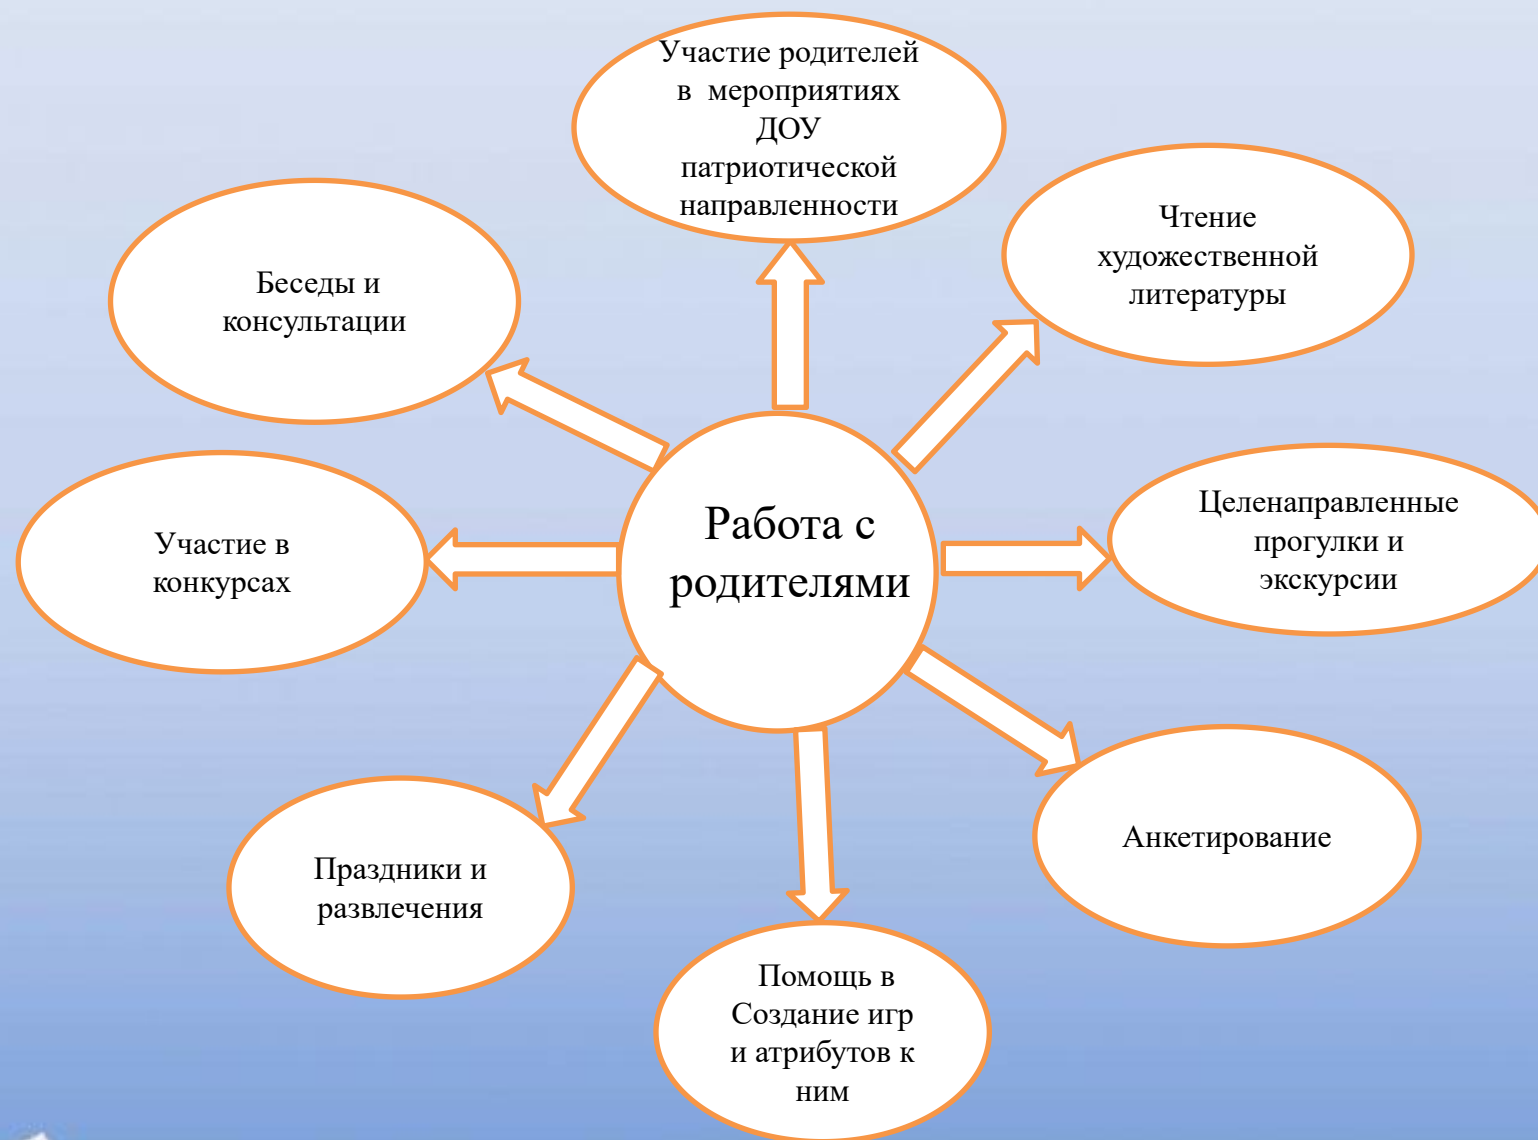 Участие родителей
в мероприятиях
ДОУ
патриотической
направленности
Чтение
художественной
литературы
Беседы и
консультации
Целенаправленные
прогулки и
экскурсии
Работа с
родителями
Участие в
конкурсах
Анкетирование
Праздники и
развлечения
Помощь в
Создание игр
и атрибутов к
ним